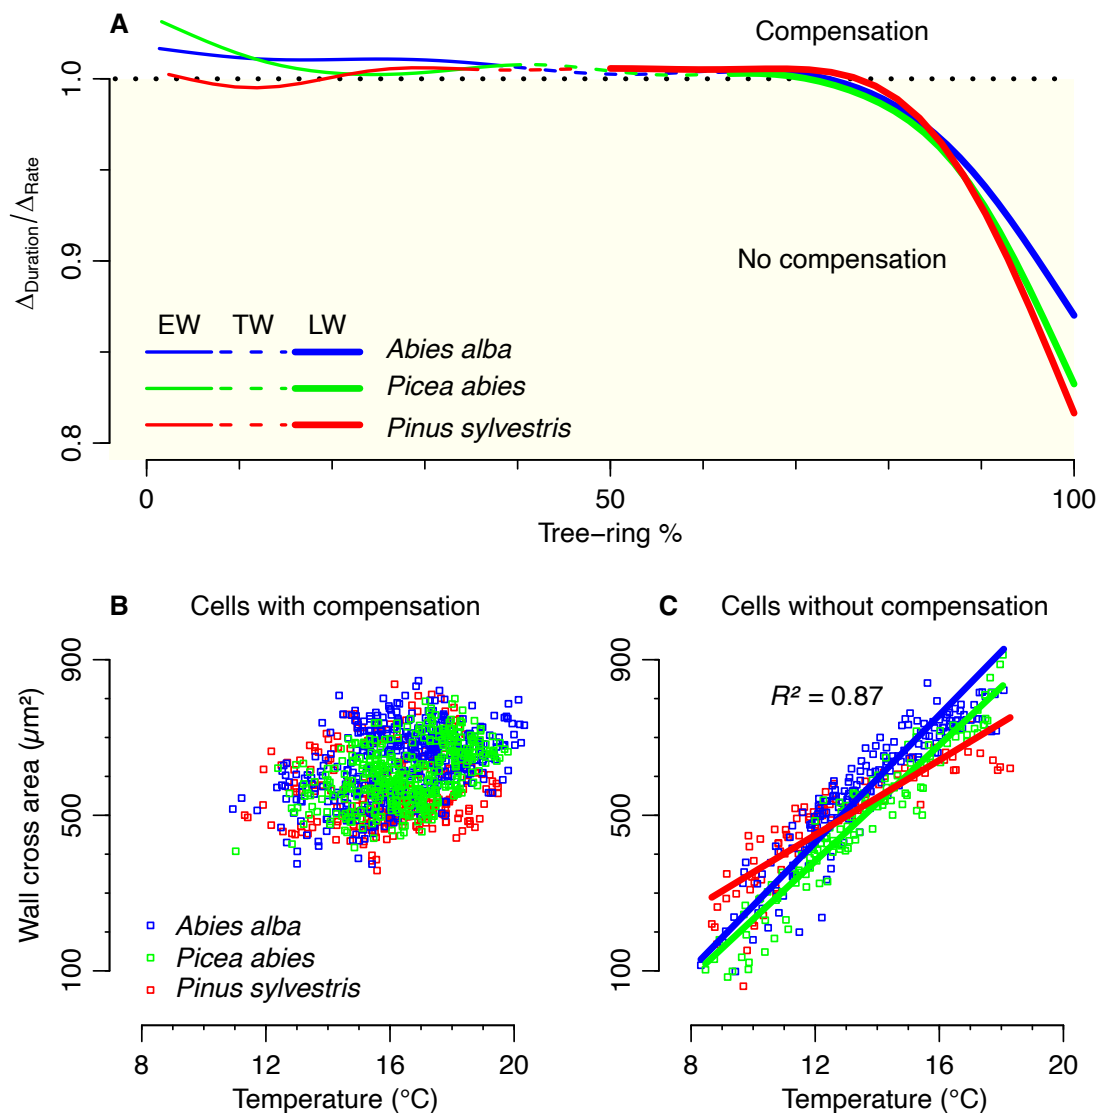 A
Compensation
1.0
0.9
0.8
ΔDuration/ΔRate
No compensation
EW TW LW
Abies alba
Picea abies
Pinus sylvestris
0 50 100
Tree−ring %
B Cells with compensation
900
500
100
Wall cross area (µm²)
Abies alba
Picea abies
Pinus sylvestris
8 12 16 20
Temperature (°C)
C Cells without compensation
900
500
100
R² = 0.87
8 12 16 20
Temperature (°C)